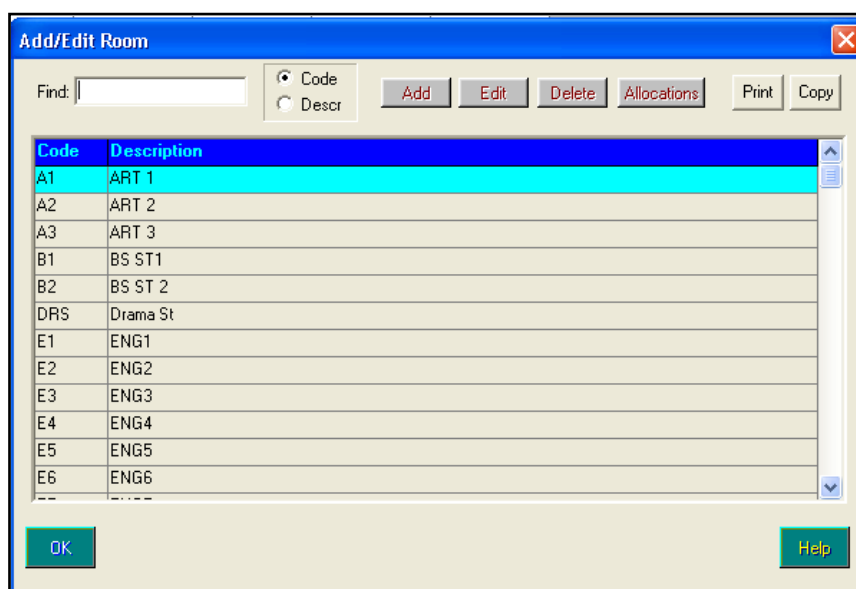 Add/Edit Room
Find: Code Add Edit Delete Allocations Print Copy
Descr
Code Description
A1 ART 1
A2 ART 2
A3 ART 3
B1 BS ST1
B2 BS ST 2
DRS Drama St
E1 ENG1
E2 ENG2
E3 ENG3
E4 ENG4
E5 ENG5
E6 ENG6
OK Help